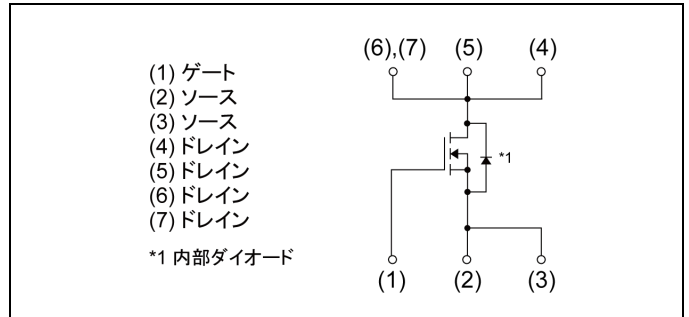 (1) ゲート
(2) ソース
(3) ソース
(4) ドレイン
(5) ドレイン
(6) ドレイン
(7) ドレイン
*1 内部ダイオード
(6),(7) (5) (4)
*1
(1) (2) (3)